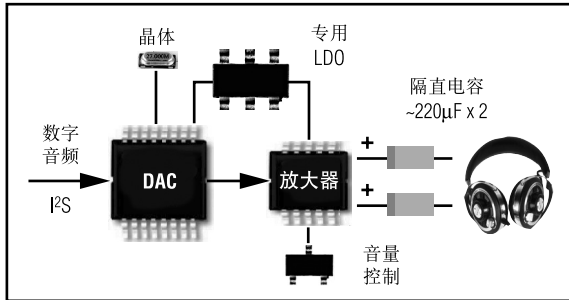 晶体
专用
LDO
隔直电容
~220µF x 2
数字
音频
I²S
DAC
放大器
+
+
音量
控制